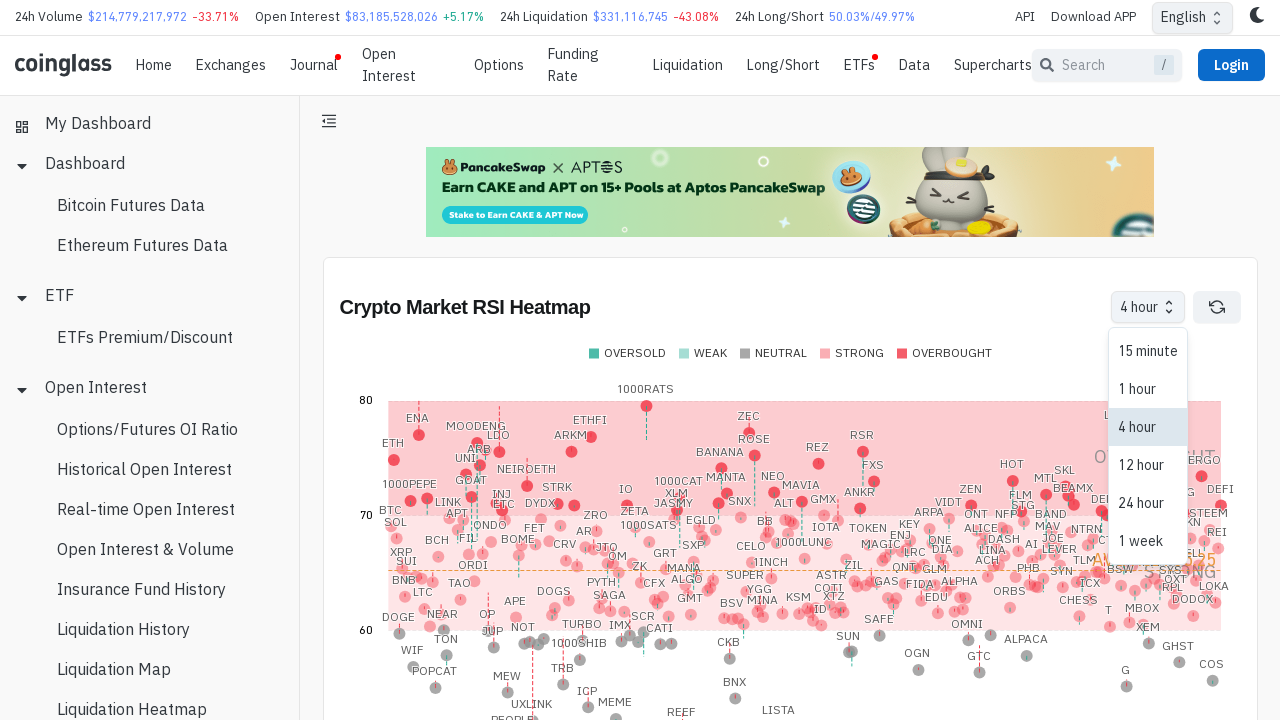 24h Volume $214,779,217,972 -33.71% Open Interest $83,185,528,026 +5.17% 24h Liquidation $331,116,745 -43.08% 24h Long/Short 50.03%/49.97% API Download APP English
coinglass Home Exchanges Journal Open Interest Options Funding Rate Liquidation Long/Short ETFs Data Supercharts Search / Login
My Dashboard
Dashboard
Bitcoin Futures Data
Ethereum Futures Data
ETF
ETFs Premium/Discount
Open Interest
Options/Futures OI Ratio
Historical Open Interest
Real-time Open Interest
Open Interest & Volume
Insurance Fund History
Liquidation History
Liquidation Map
Liquidation Heatmap
PancakeSwap X APTOS
Earn CAKE and APT on 15+ Pools at Aptos PancakeSwap
Stake to Earn CAKE & APT Now
Crypto Market RSI Heatmap
4 hour
15 minute
1 hour
4 hour
12 hour
24 hour
1 week
OVERSOLD WEAK NEUTRAL STRONG OVERBOUGHT
80
1000RATS
ENA MOODENG LDO ETHFI ZEC
ETH ARB ARKM ROSE RSR
UNI NEIROETH BANANA REZ FXS HOT SKL ERGO
1000PEPE GOAT STRK IO 1000CAT MANTA NEO MAVIA ANKR ZEN MTL BEAMX DEFI
LINK INJ ETC DYDX XLM JASMY SNX ALT GMX VIDT FLM STG
BTC APT ZRO ZETA ARPA ONT NFP BAND STEEM
70
SOL ONDO FET AR 1000SATS EGLD BB IOTA TOKEN KEY ALICE MAV NTRN REI
BCH FIL BOME CRV JTO SXP CELO 1000LUNC MAGIC ENJ ONE DASH AI JOE
XRP GRT LRC DIA LINA LEVER
SUI ORDI OM ZK MANA 1INCH ZIL QNT GLM ACH PHB TLM BSW
BNB TAO PYTH CFX ALGO SUPER ASTR GAS FIDA ALPHA SYN ICX
LTC DOGS SAGA GMT YGG COTI EDU ORBS RPL LOKA
APE BSV MINA KSM XTZ CHESS DODOX
DOGE NEAR OP SCR ID SAFE T MBOX
60
JUP NOT TURBO IMX CATI OMNI XEM
WIF TON 1000SHIB CKB SUN ALPACA GHST
POPCAT MEW TRB BNX OGN GTC G COS
UXLINK ICP MEME REEF LISTA
PEOPLE